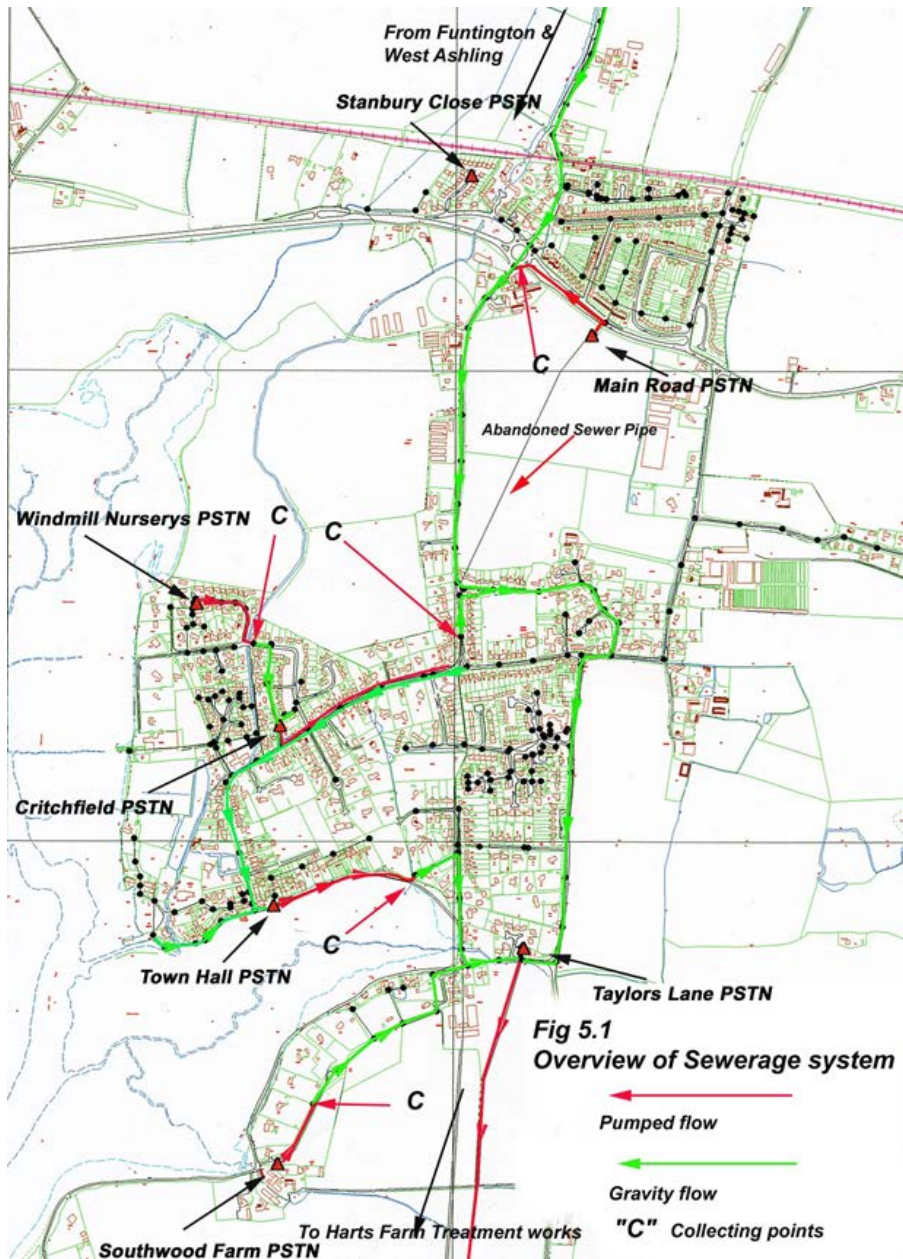 From Funtington &
West Ashling
Stanbury Close PSTN
C
Main Road PSTN
Abandoned Sewer Pipe
Windmill Nurserys PSTN
C
C
Critchfield PSTN
C
Town Hall PSTN
Taylors Lane PSTN
Fig 5.1
Overview of Sewerage system
C
Pumped flow
Gravity flow
"C" Collecting points
To Harts Farm Treatment works
Southwood Farm PSTN